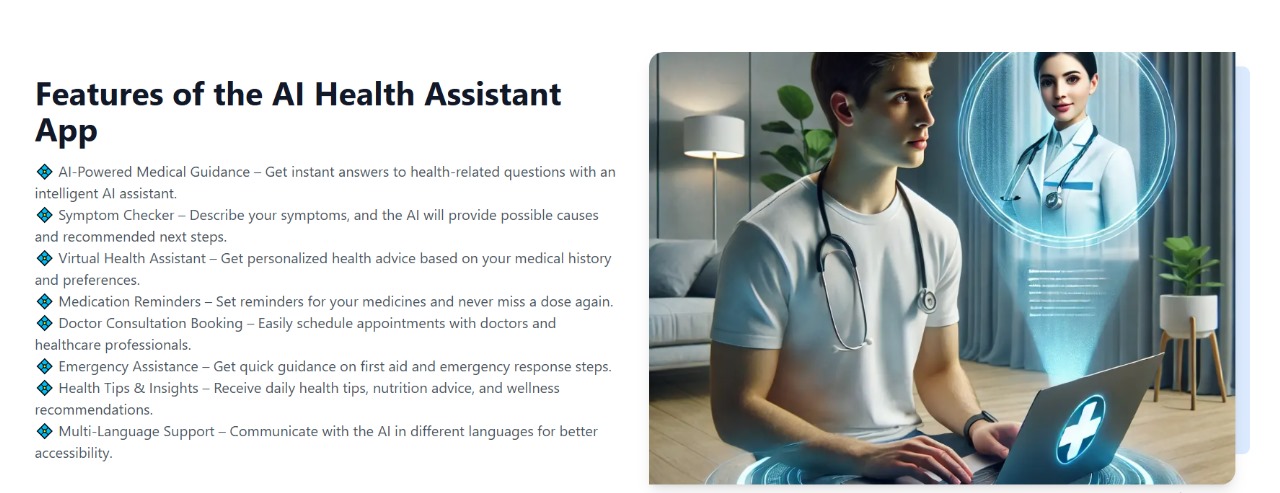 Features of the AI Health Assistant
App
💠 AI-Powered Medical Guidance – Get instant answers to health-related questions with an
intelligent AI assistant.
💠 Symptom Checker – Describe your symptoms, and the AI will provide possible causes
and recommended next steps.
💠 Virtual Health Assistant – Get personalized health advice based on your medical history
and preferences.
💠 Medication Reminders – Set reminders for your medicines and never miss a dose again.
💠 Doctor Consultation Booking – Easily schedule appointments with doctors and
healthcare professionals.
💠 Emergency Assistance – Get quick guidance on first aid and emergency response steps.
💠 Health Tips & Insights – Receive daily health tips, nutrition advice, and wellness
recommendations.
💠 Multi-Language Support – Communicate with the AI in different languages for better
accessibility.